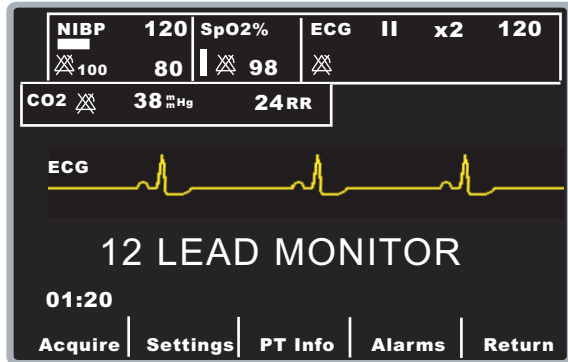 NIBP 120 SpO2% ECG II x2 120
100 80 98
CO2 38 mmHg 24 RR
ECG
12 LEAD MONITOR
01:20
Acquire Settings PT Info Alarms Return